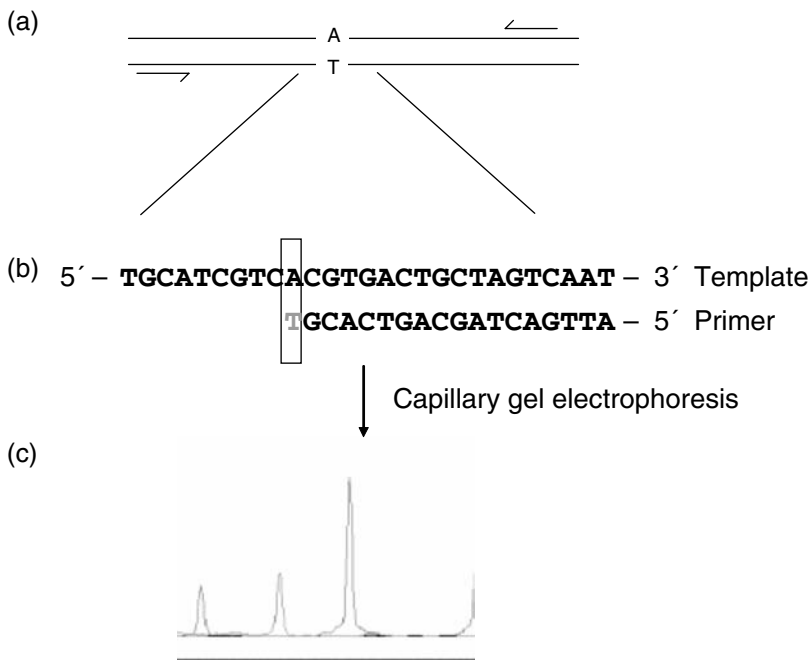 (a)
A
T
(b) 5´ – TGCATCGTCACGTGACTGCTAGTCAAT – 3´ Template
TGCACTGACGATCAGTTA – 5´ Primer
Capillary gel electrophoresis
(c)